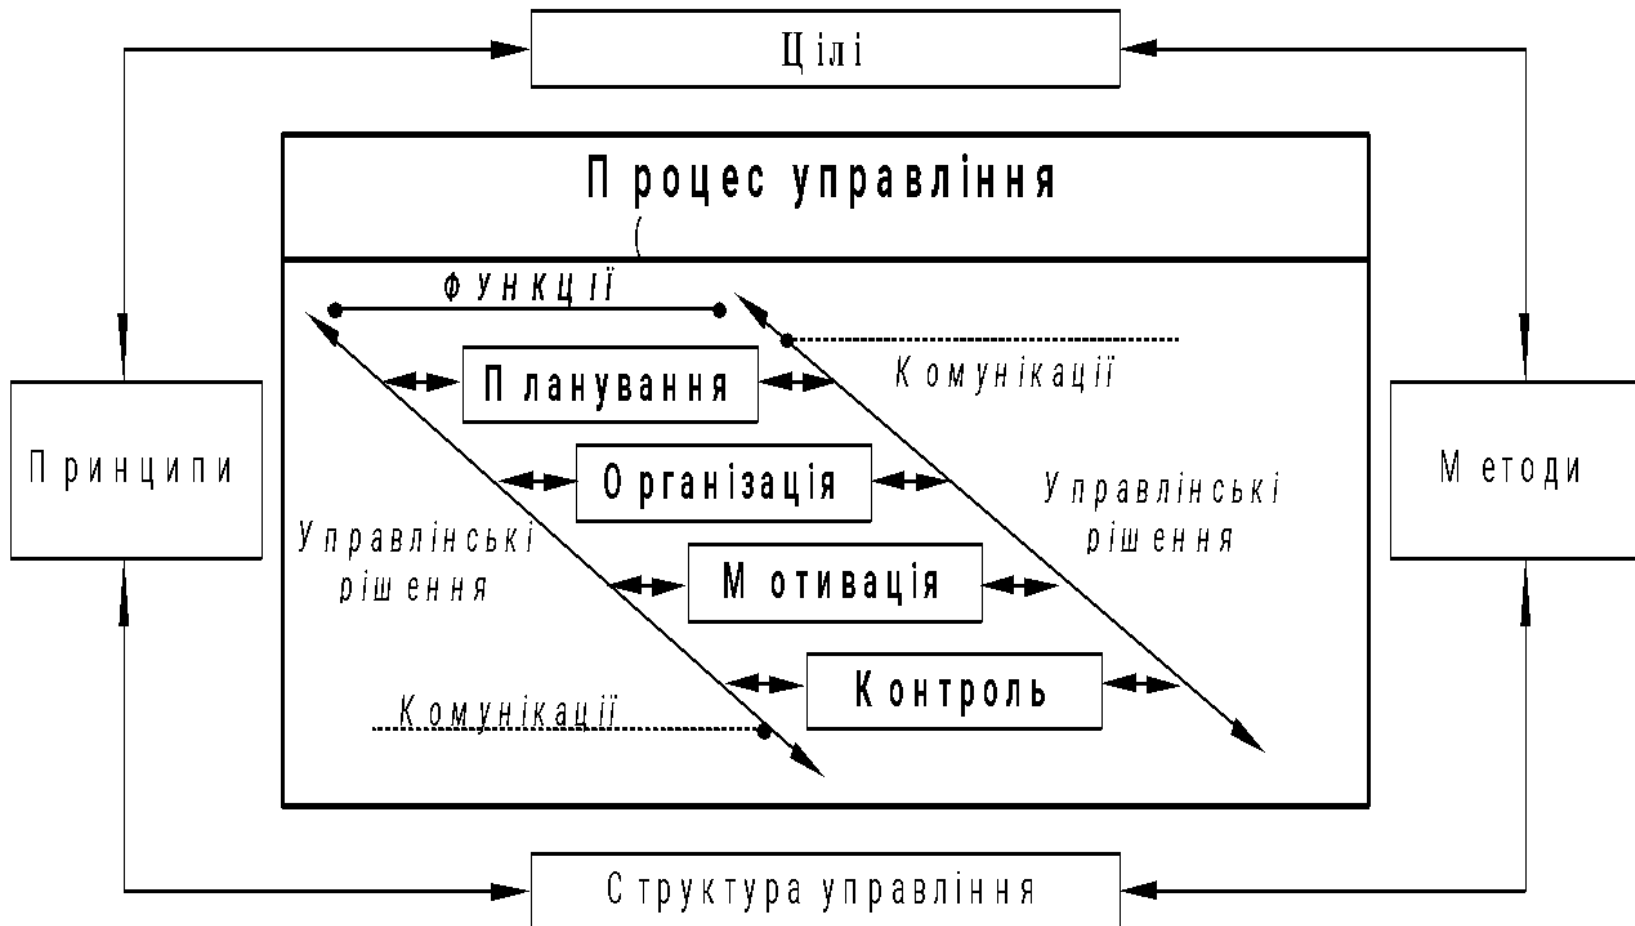 Цілі
Процес управління
(
ФУНКЦІЇ
Комунікації
Планування
Принципи
Методи
Організація
Управлінські
рішення
Управлінські
рішення
Мотивація
Контроль
Комунікації
Структура управління